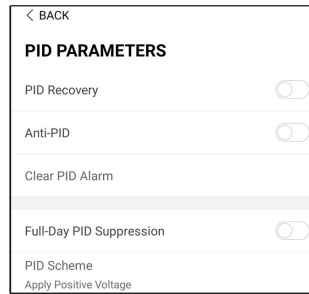 < BACK
PID PARAMETERS
PID Recovery
Anti-PID
Clear PID Alarm
Full-Day PID Suppression
PID Scheme
Apply Positive Voltage